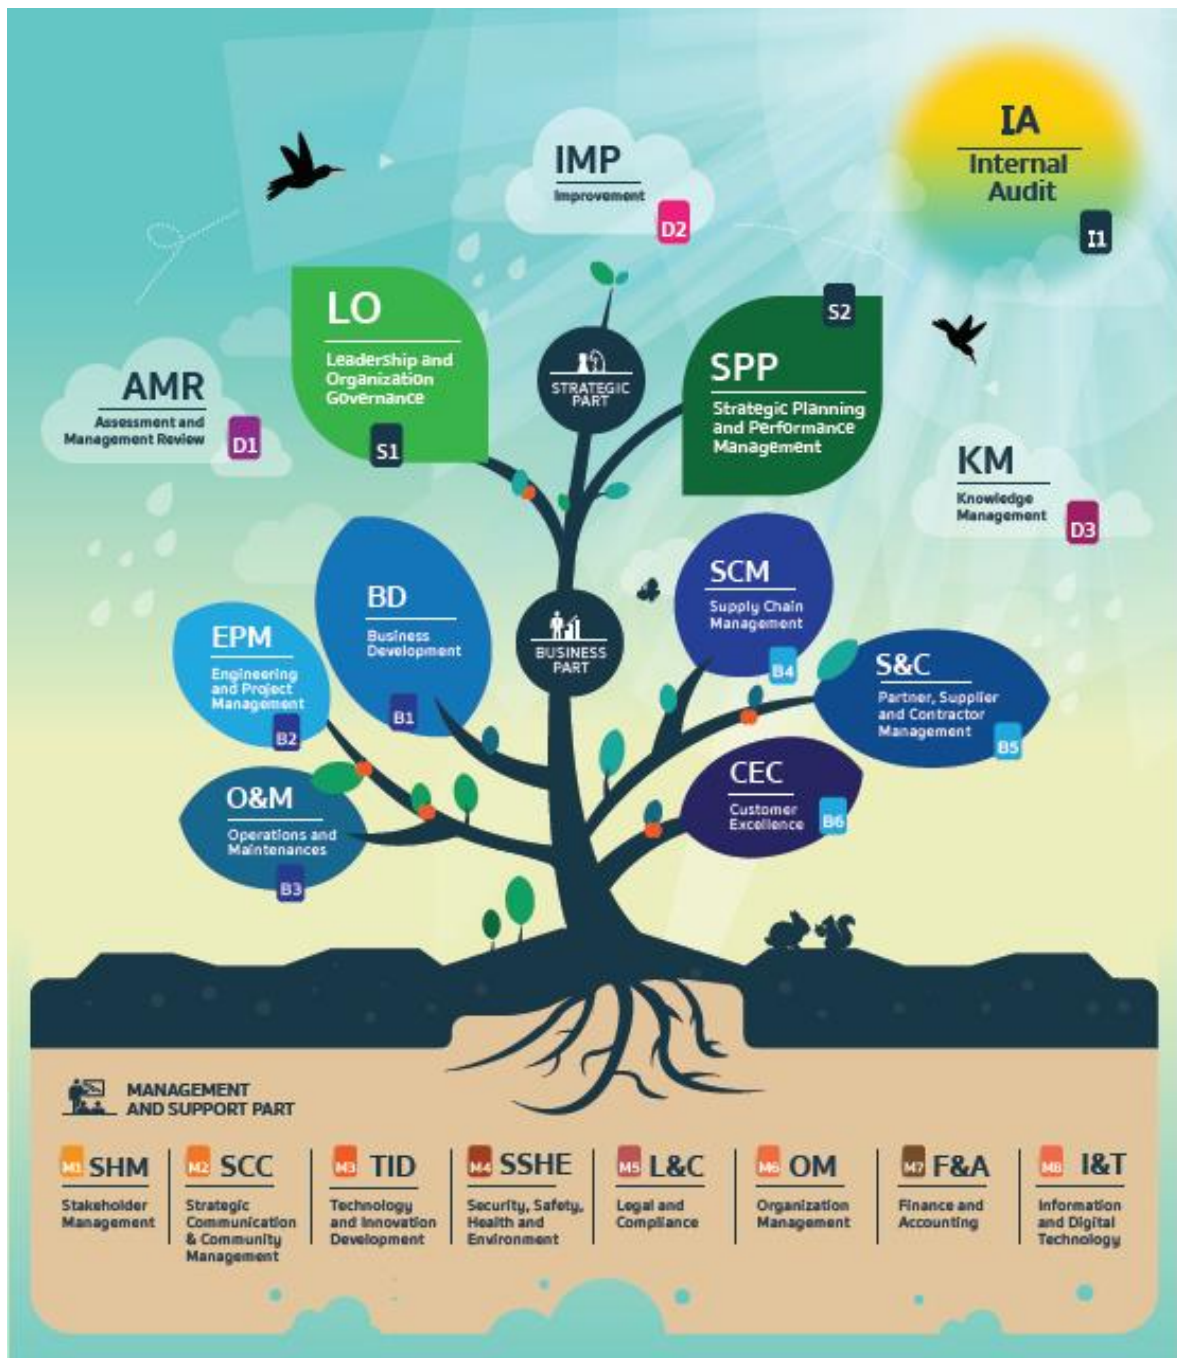 IA
Internal
Audit
I1
IMP
Improvement
D2
LO
Leadership and
Organization
Governance
S1
STRATEGIC
PART
S2
SPP
Strategic Planning
and Performance
Management
AMR
Assessment and
Management Review
D1
KM
Knowledge
Management
D3
BD
Business
Development
B1
EPM
Engineering
and Project
Management
B2
O&M
Operations and
Maintenances
B3
BUSINESS
PART
SCM
Supply Chain
Management
B4
S&C
Partner, Supplier
and Contractor
Management
B5
CEC
Customer
Excellence
B6
MANAGEMENT
AND SUPPORT PART
M1 SHM
Stakeholder
Management
M2 SCC
Strategic
Communication
& Community
Management
M3 TID
Technology
and Innovation
Development
M4 SSHE
Security, Safety,
Health and
Environment
M5 L&C
Legal and
Compliance
M6 OM
Organization
Management
M7 F&A
Finance and
Accounting
M8 I&T
Information
and Digital
Technology